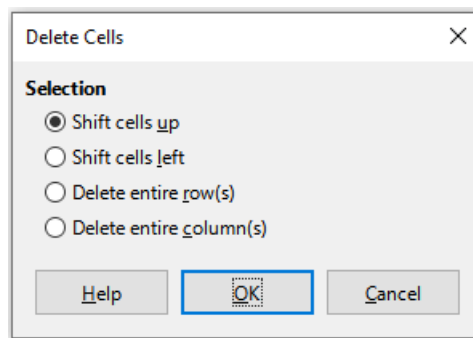 Delete Cells
Selection
Shift cells up
Shift cells left
Delete entire row(s)
Delete entire column(s)
Help OK Cancel